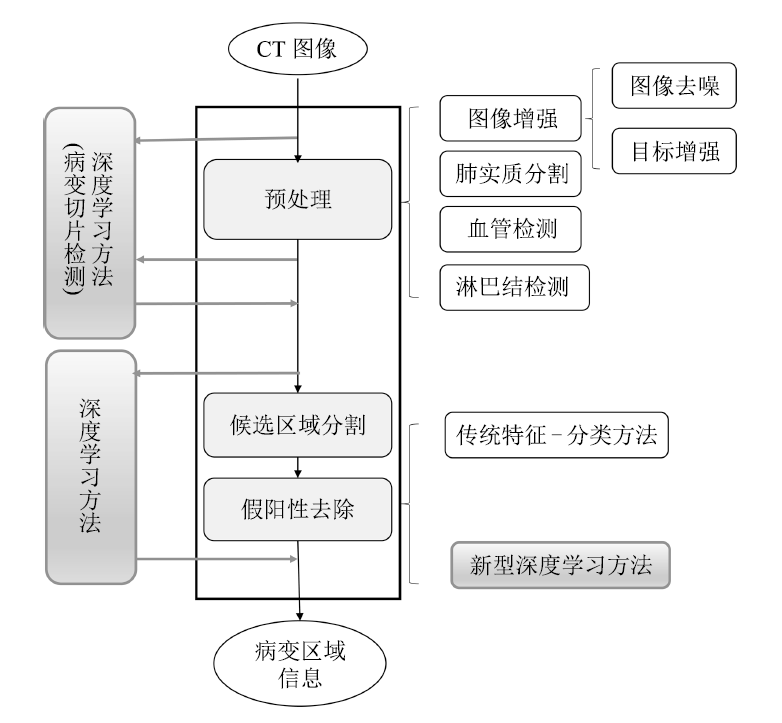 CT 图像
图像去噪
图像增强
目标增强
深度学习方法
(病变切片检测)
预处理
肺实质分割
血管检测
淋巴结检测
深度学习方法
候选区域分割
传统特征－分类方法
假阳性去除
新型深度学习方法
病变区域
信息